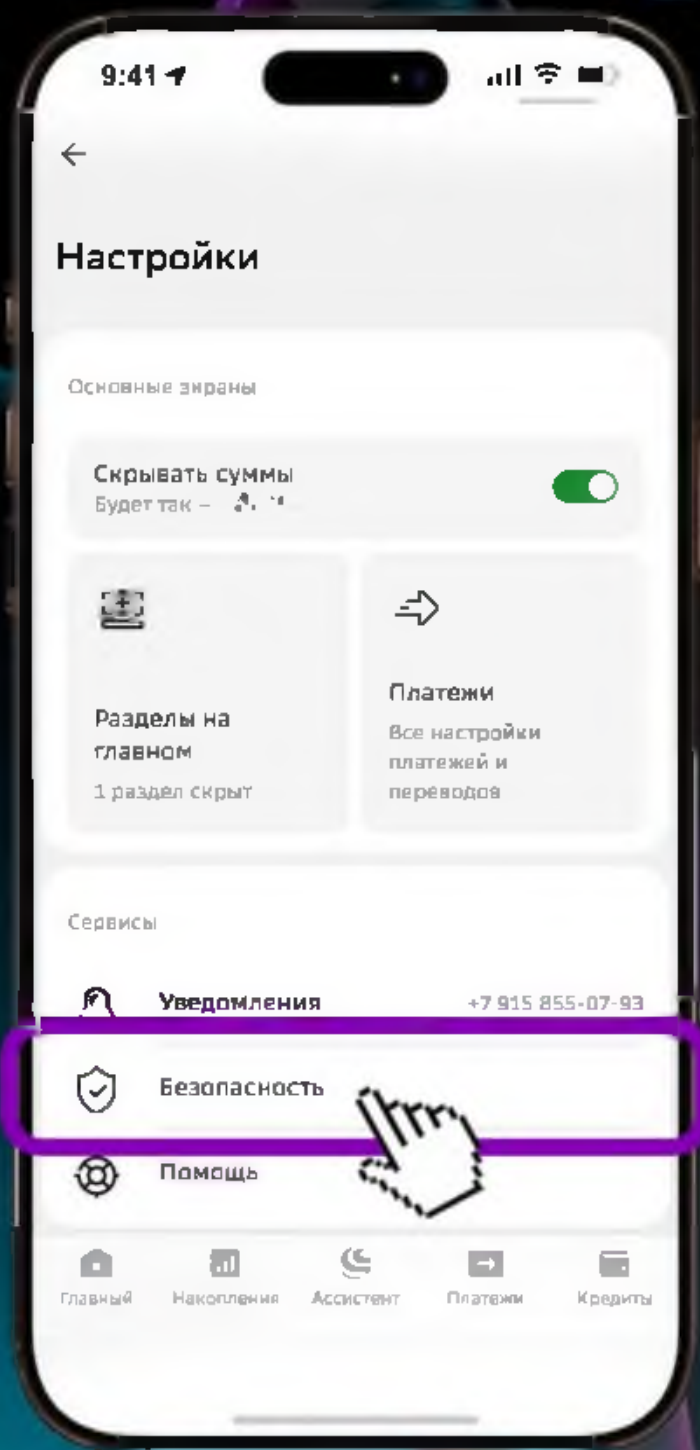 9:41
Настройки
Основные экраны
Скрывать суммы
Будет так –
Разделы на
главном
1 раздел скрыт
Платежи
Все настройки
платежей и
переводов
Сервисы
Уведомления
+7 915 855-07-93
Безопасность
Помощь
Главный
Накопления
Ассистент
Платежи
Кредиты